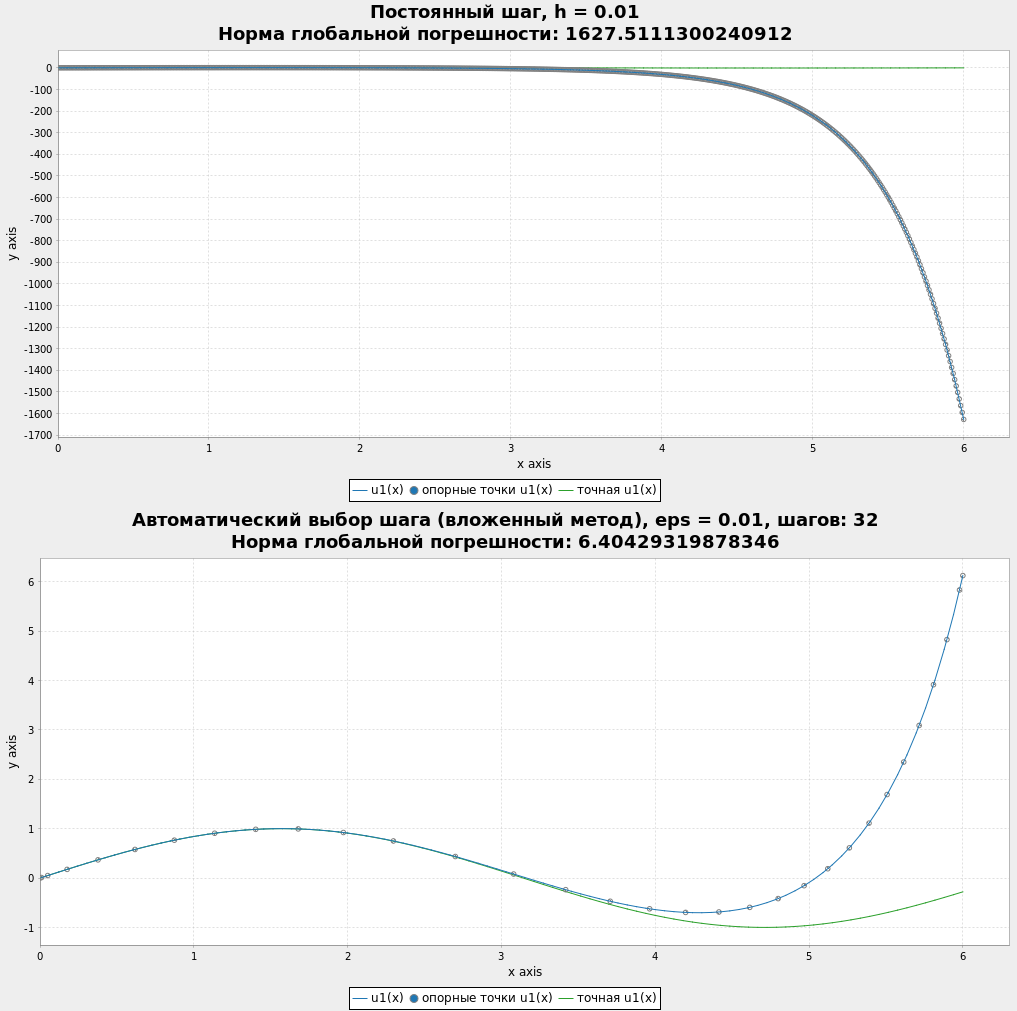 Постоянный шаг, h = 0.01
Норма глобальной погрешности: 1627.5111300240912
0
-100
-200
-300
-400
-500
-600
-700
-800
-900
-1000
-1100
-1200
-1300
-1400
-1500
-1600
-1700
y axis
0 1 2 3 4 5 6
x axis
u1(x) опорные точки u1(x) точная u1(x)
Автоматический выбор шага (вложенный метод), eps = 0.01, шагов: 32
Норма глобальной погрешности: 6.40429319878346
6
5
4
3
2
1
0
-1
y axis
0 1 2 3 4 5 6
x axis
u1(x) опорные точки u1(x) точная u1(x)